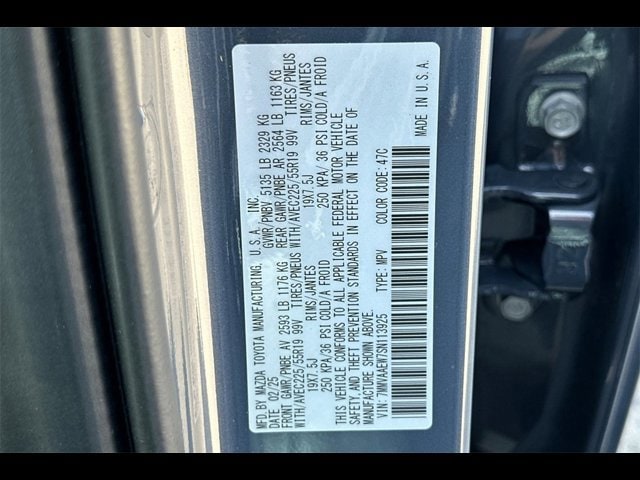 MFD. BY MAZDA TOYOTA MANUFACTURING, U.S.A., INC.
DATE 02/25 GVWR/PNBV 5135 LB 2329 KG
FRONT GAWR/PNBE AV 2593 LB 1176 KG REAR GAWR/PNBE AR 2564 LB 1163 KG
WITH/AVEC225/55R19 99V TIRES/PNEUS WITH/AVEC225/55R19 99V TIRES/PNEUS
19X7.5J RIMS/JANTES 19X7.5J RIMS/JANTES
250 KPA/36 PSI COLD/A FROID 250 KPA/ 36 PSI COLD/A FROID
THIS VEHICLE CONFORMS TO ALL APPLICABLE FEDERAL MOTOR VEHICLE
SAFETY, AND THEFT PREVENTION STANDARDS IN EFFECT ON THE DATE OF
MANUFACTURE SHOWN ABOVE.
VIN: 7MMVAAEW7SN113925 TYPE: MPV COLOR CODE: 47C
MADE IN U.S.A.